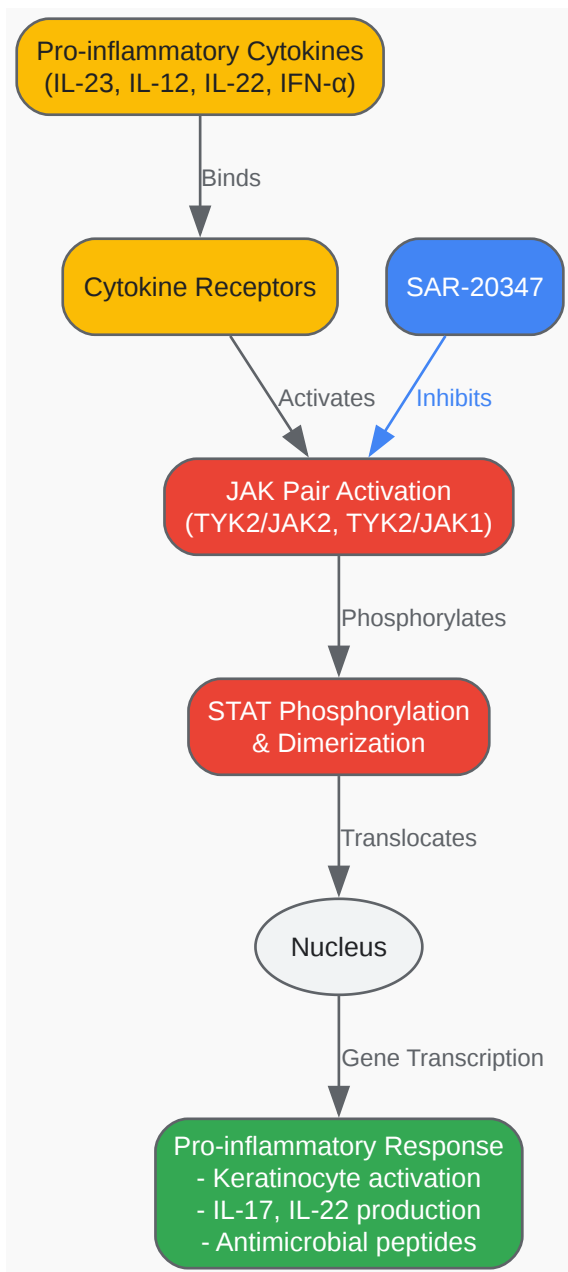 Pro-inflammatory Cytokines
(IL-23, IL-12, IL-22, IFN-α)
Binds
Cytokine Receptors
SAR-20347
Activates
Inhibits
JAK Pair Activation
(TYK2/JAK2, TYK2/JAK1)
Phosphorylates
STAT Phosphorylation
& Dimerization
Translocates
Nucleus
Gene Transcription
Pro-inflammatory Response
- Keratinocyte activation
- IL-17, IL-22 production
- Antimicrobial peptides